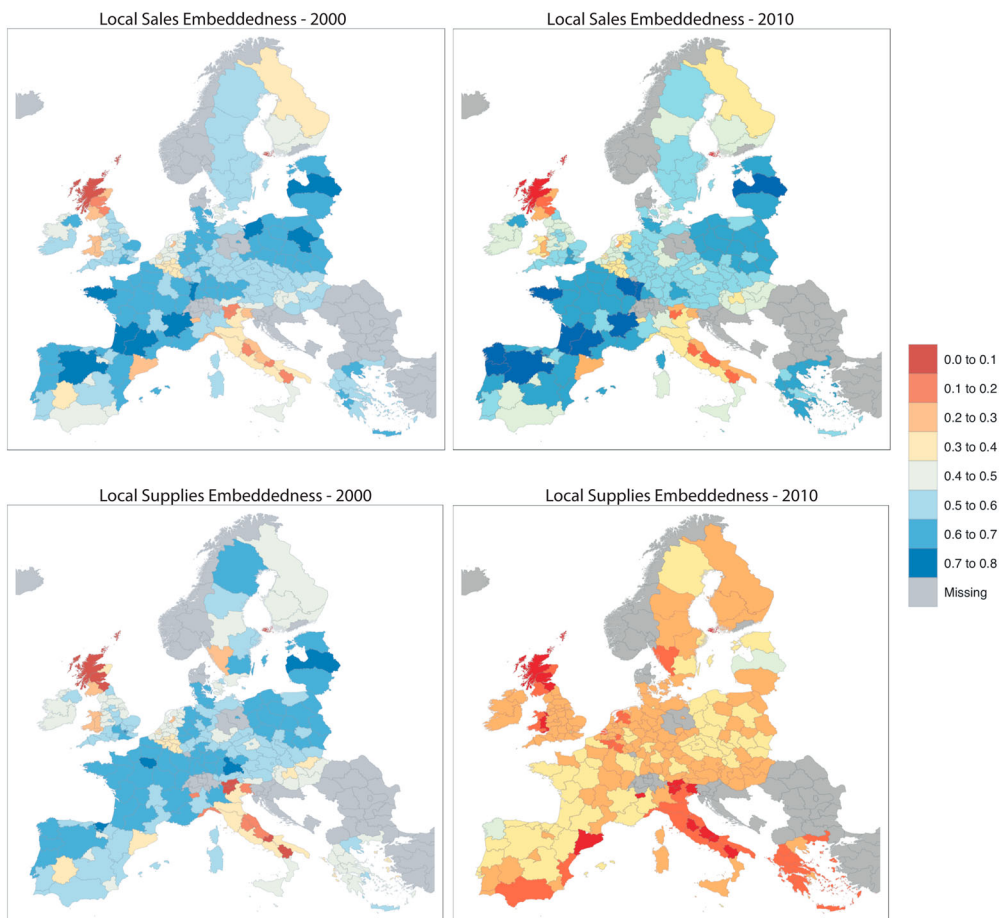 Local Sales Embeddedness - 2000
Local Sales Embeddedness - 2010
Local Supplies Embeddedness - 2000
Local Supplies Embeddedness - 2010
0.0 to 0.1
0.1 to 0.2
0.2 to 0.3
0.3 to 0.4
0.4 to 0.5
0.5 to 0.6
0.6 to 0.7
0.7 to 0.8
Missing